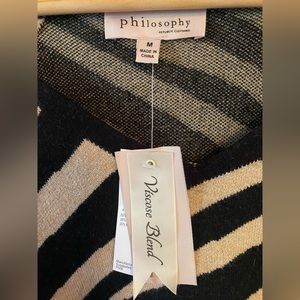 philosophy
REPUBLIC CLOTHING
M
MADE IN
CHINA
Viscose Blend